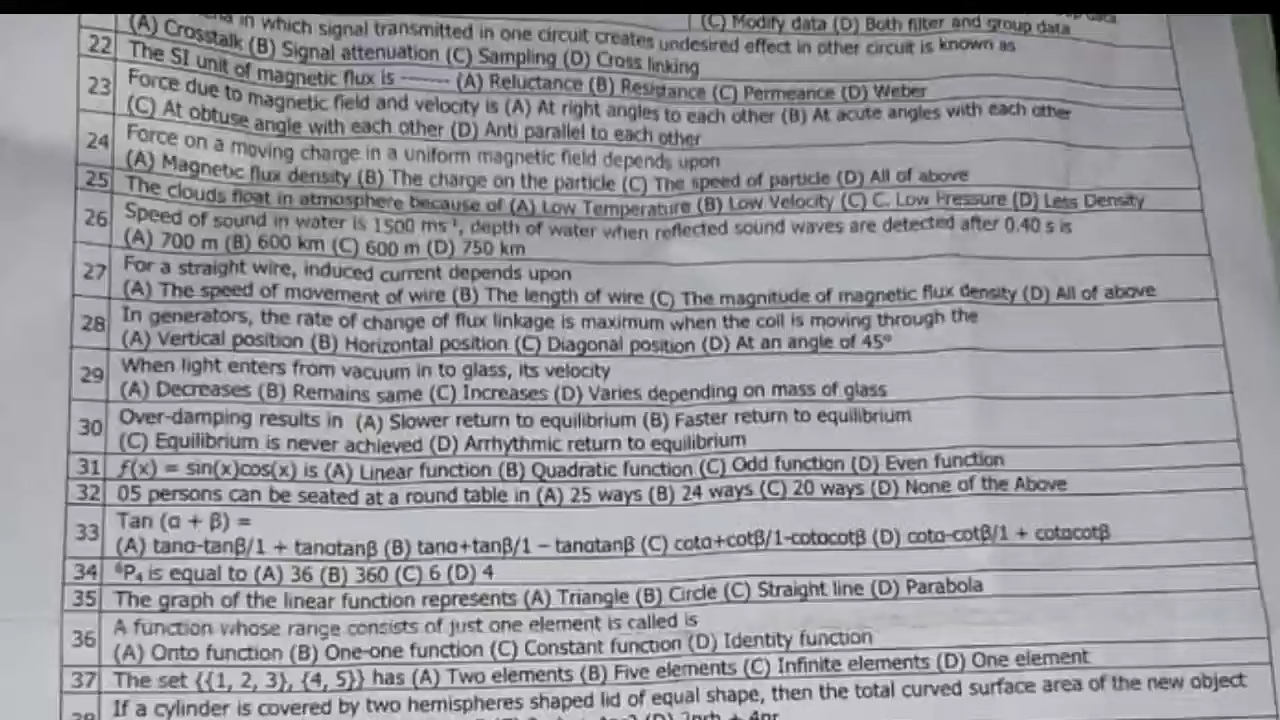 (C) Modify data (D) Both filter and group data
in which signal transmitted in one circuit creates undesired effect in other circuit is known as
(A) Crosstalk (B) Signal attenuation (C) Sampling (D) Cross linking
22 The SI unit of magnetic flux is ------- (A) Reluctance (B) Resistance (C) Permeance (D) Weber
23 Force due to magnetic field and velocity is (A) At right angles to each other (B) At acute angles with each other
(C) At obtuse angle with each other (D) Anti parallel to each other
24 Force on a moving charge in a uniform magnetic field depends upon
(A) Magnetic flux density (B) The charge on the particle (C) The speed of particle (D) All of above
25 The clouds float in atmosphere because of (A) Low Temperature (B) Low Velocity (C) C. Low Pressure (D) Less Density
26 Speed of sound in water is 1500 ms⁻¹, depth of water when reflected sound waves are detected after 0.40 s is
(A) 700 m (B) 600 km (C) 600 m (D) 750 km
27 For a straight wire, induced current depends upon
(A) The speed of movement of wire (B) The length of wire (C) The magnitude of magnetic flux density (D) All of above
28 In generators, the rate of change of flux linkage is maximum when the coil is moving through the
(A) Vertical position (B) Horizontal position (C) Diagonal position (D) At an angle of 45°
29 When light enters from vacuum in to glass, its velocity
(A) Decreases (B) Remains same (C) Increases (D) Varies depending on mass of glass
30 Over-damping results in (A) Slower return to equilibrium (B) Faster return to equilibrium
(C) Equilibrium is never achieved (D) Arrhythmic return to equilibrium
31 f(x) = sin(x)cos(x) is (A) Linear function (B) Quadratic function (C) Odd function (D) Even function
32 05 persons can be seated at a round table in (A) 25 ways (B) 24 ways (C) 20 ways (D) None of the Above
33 Tan (α + β) =
(A) tanα-tanβ/1 + tanαtanβ (B) tanα+tanβ/1 – tanαtanβ (C) cotα+cotβ/1-cotαcotβ (D) cotα-cotβ/1 + cotαcotβ
34 ⁶P₄ is equal to (A) 36 (B) 360 (C) 6 (D) 4
35 The graph of the linear function represents (A) Triangle (B) Circle (C) Straight line (D) Parabola
36 A function whose range consists of just one element is called is
(A) Onto function (B) One-one function (C) Constant function (D) Identity function
37 The set {{1, 2, 3}, {4, 5}} has (A) Two elements (B) Five elements (C) Infinite elements (D) One element
If a cylinder is covered by two hemispheres shaped lid of equal shape, then the total curved surface area of the new object